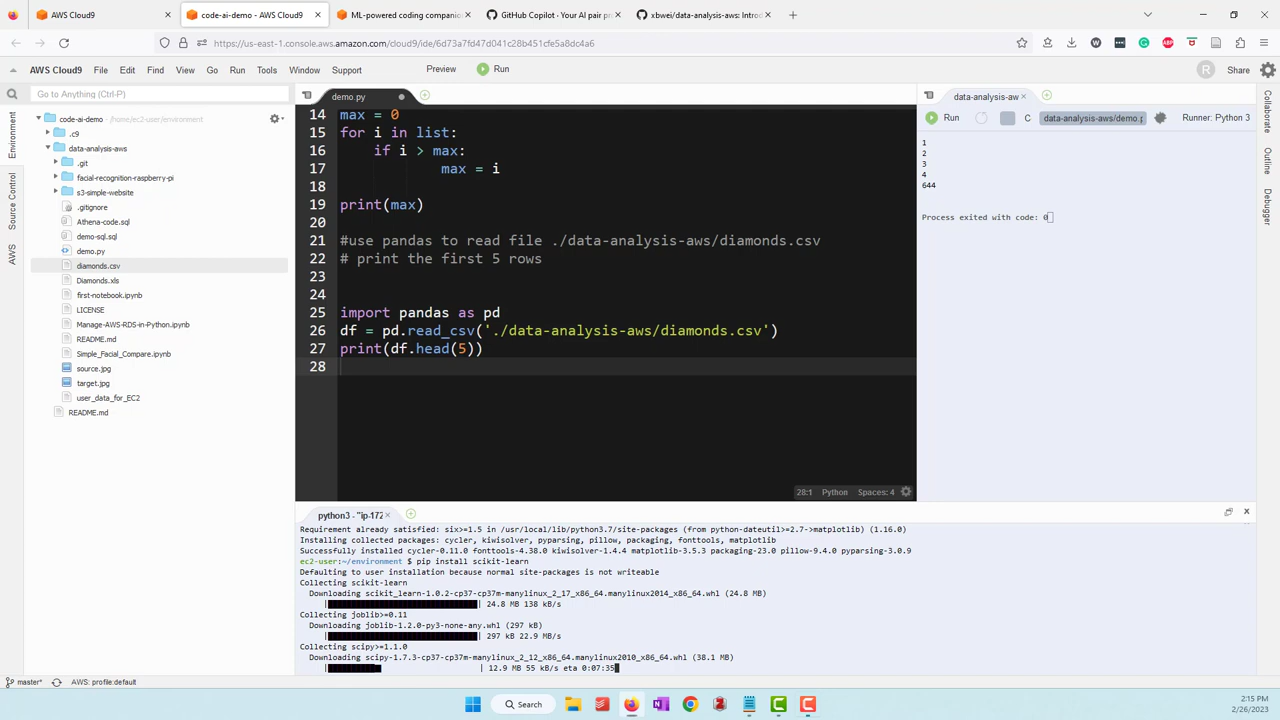 AWS Cloud9
code-ai-demo - AWS Cloud9
ML-powered coding companion
GitHub Copilot · Your AI pair pr
xbwei/data-analysis-aws: Introd
https://us-east-1.console.aws.amazon.com/cloud9/ide/6d73a7fd47d041c28b451cfe5a8dc4a6
AWS Cloud9 File Edit Find View Go Run Tools Window Support Preview Run R Share
Go to Anything (Ctrl-P)
demo.py
data-analysis-aw
Run C data-analysis-aws/demo.p Runner: Python 3
Environment
Source Control
AWS
Collaborate
Outline
Debugger
code-ai-demo - /home/ec2-user/environment
.c9
data-analysis-aws
.git
facial-recognition-raspberry-pi
s3-simple-website
.gitignore
Athena-code.sql
demo-sql.sql
demo.py
diamonds.csv
Diamonds.xls
first-notebook.ipynb
LICENSE
Manage-AWS-RDS-in-Python.ipynb
README.md
Simple_Facial_Compare.ipynb
source.jpg
target.jpg
user_data_for_EC2
README.md
14 max = 0
15 for i in list:
16 if i > max:
17 max = i
18
19 print(max)
20
21 #use pandas to read file ./data-analysis-aws/diamonds.csv
22 # print the first 5 rows
23
24
25 import pandas as pd
26 df = pd.read_csv('./data-analysis-aws/diamonds.csv')
27 print(df.head(5))
28
28:1 Python Spaces: 4
1
2
3
4
644
Process exited with code: 0
python3 - "ip-172
Requirement already satisfied: six>=1.5 in /usr/local/lib/python3.7/site-packages (from python-dateutil>=2.7->matplotlib) (1.16.0)
Installing collected packages: cycler, kiwisolver, pyparsing, pillow, packaging, fonttools, matplotlib
Successfully installed cycler-0.11.0 fonttools-4.38.0 kiwisolver-1.4.4 matplotlib-3.5.3 packaging-23.0 pillow-9.4.0 pyparsing-3.0.9
ec2-user:~/environment $ pip install scikit-learn
Defaulting to user installation because normal site-packages is not writeable
Collecting scikit-learn
Downloading scikit_learn-1.0.2-cp37-cp37m-manylinux_2_17_x86_64.manylinux2014_x86_64.whl (24.8 MB)
24.8 MB 138 kB/s
Collecting joblib>=0.11
Downloading joblib-1.2.0-py3-none-any.whl (297 kB)
297 kB 22.9 MB/s
Collecting scipy>=1.1.0
Downloading scipy-1.7.3-cp37-cp37m-manylinux_2_12_x86_64.manylinux2010_x86_64.whl (38.1 MB)
12.9 MB 55 kB/s eta 0:07:35
master* AWS: profile:default
Search
2:15 PM
2/26/2023